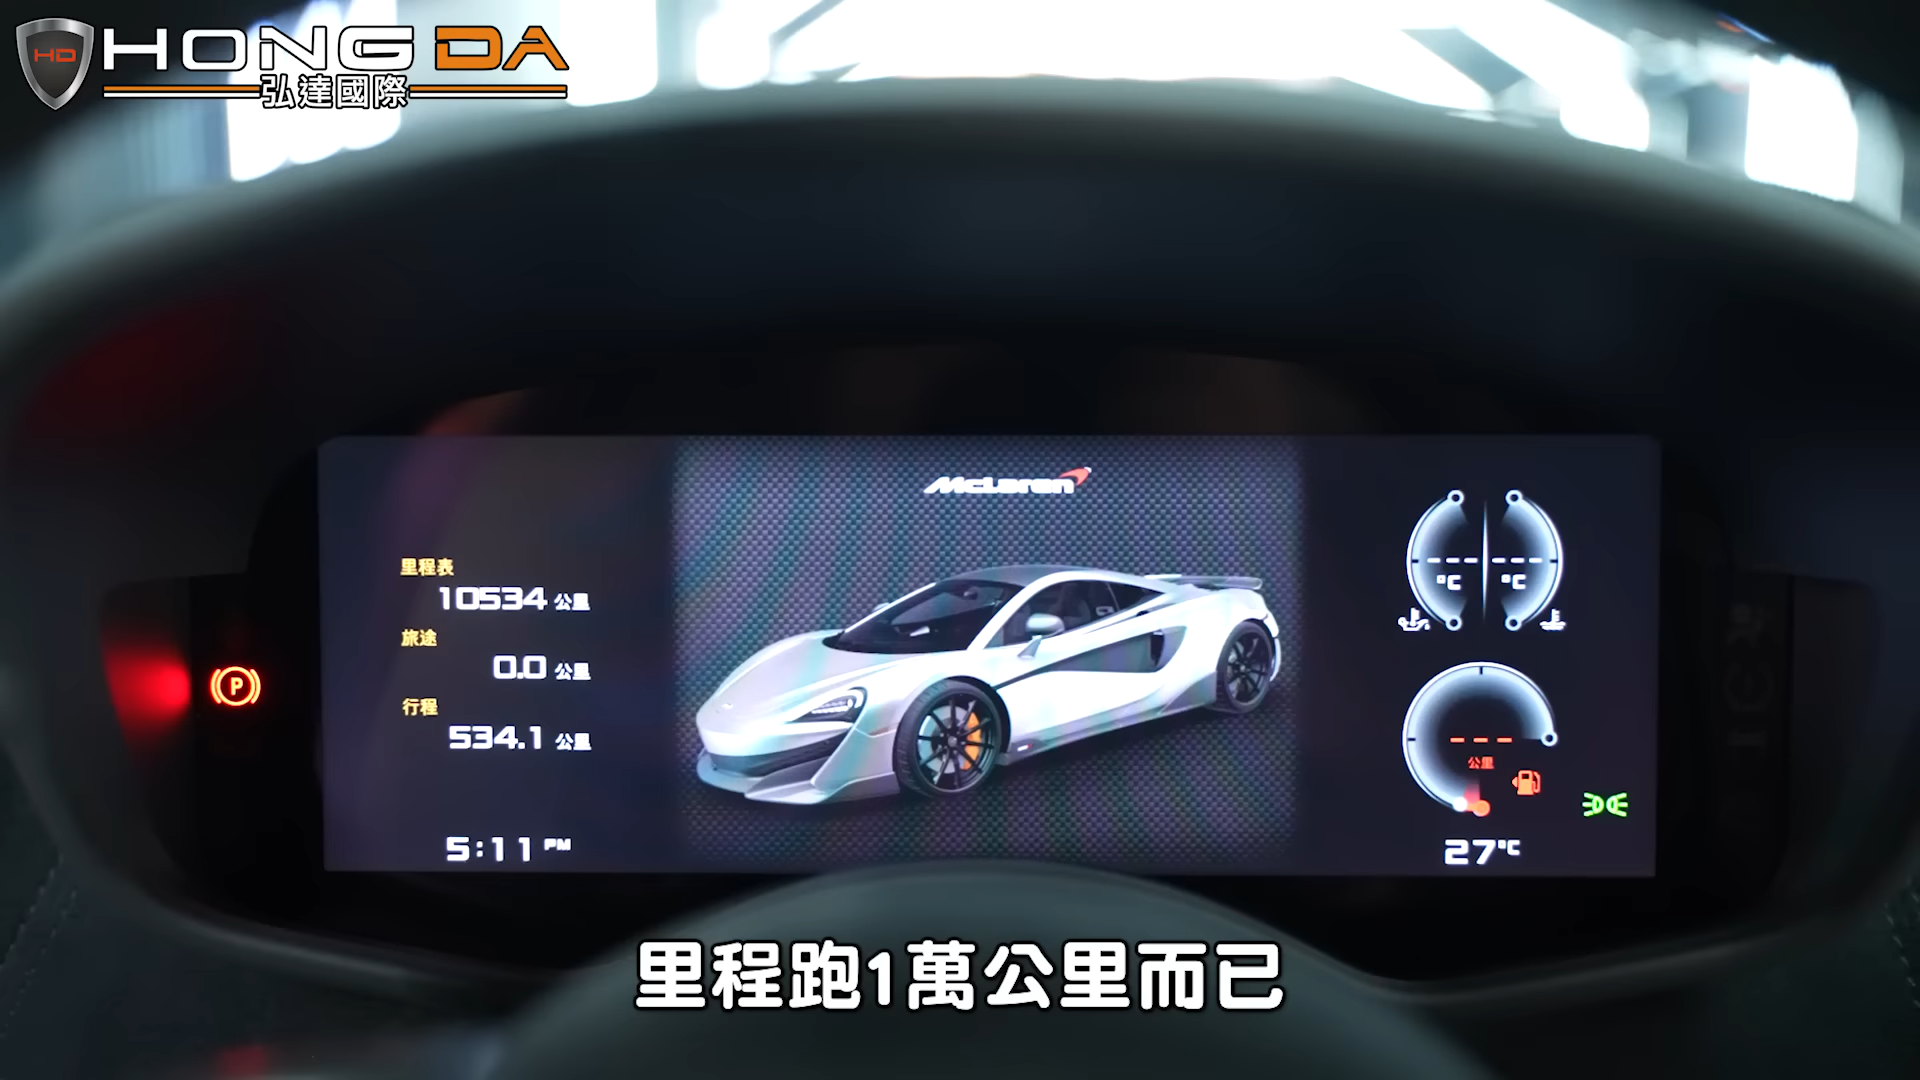 HD HONG DA
弘達國際
McLaren
里程表
10534 公里
旅途
0.0 公里
行程
534.1 公里
5:11 PM
°C °C
--- 公里
27°C
P
里程跑1萬公里而已